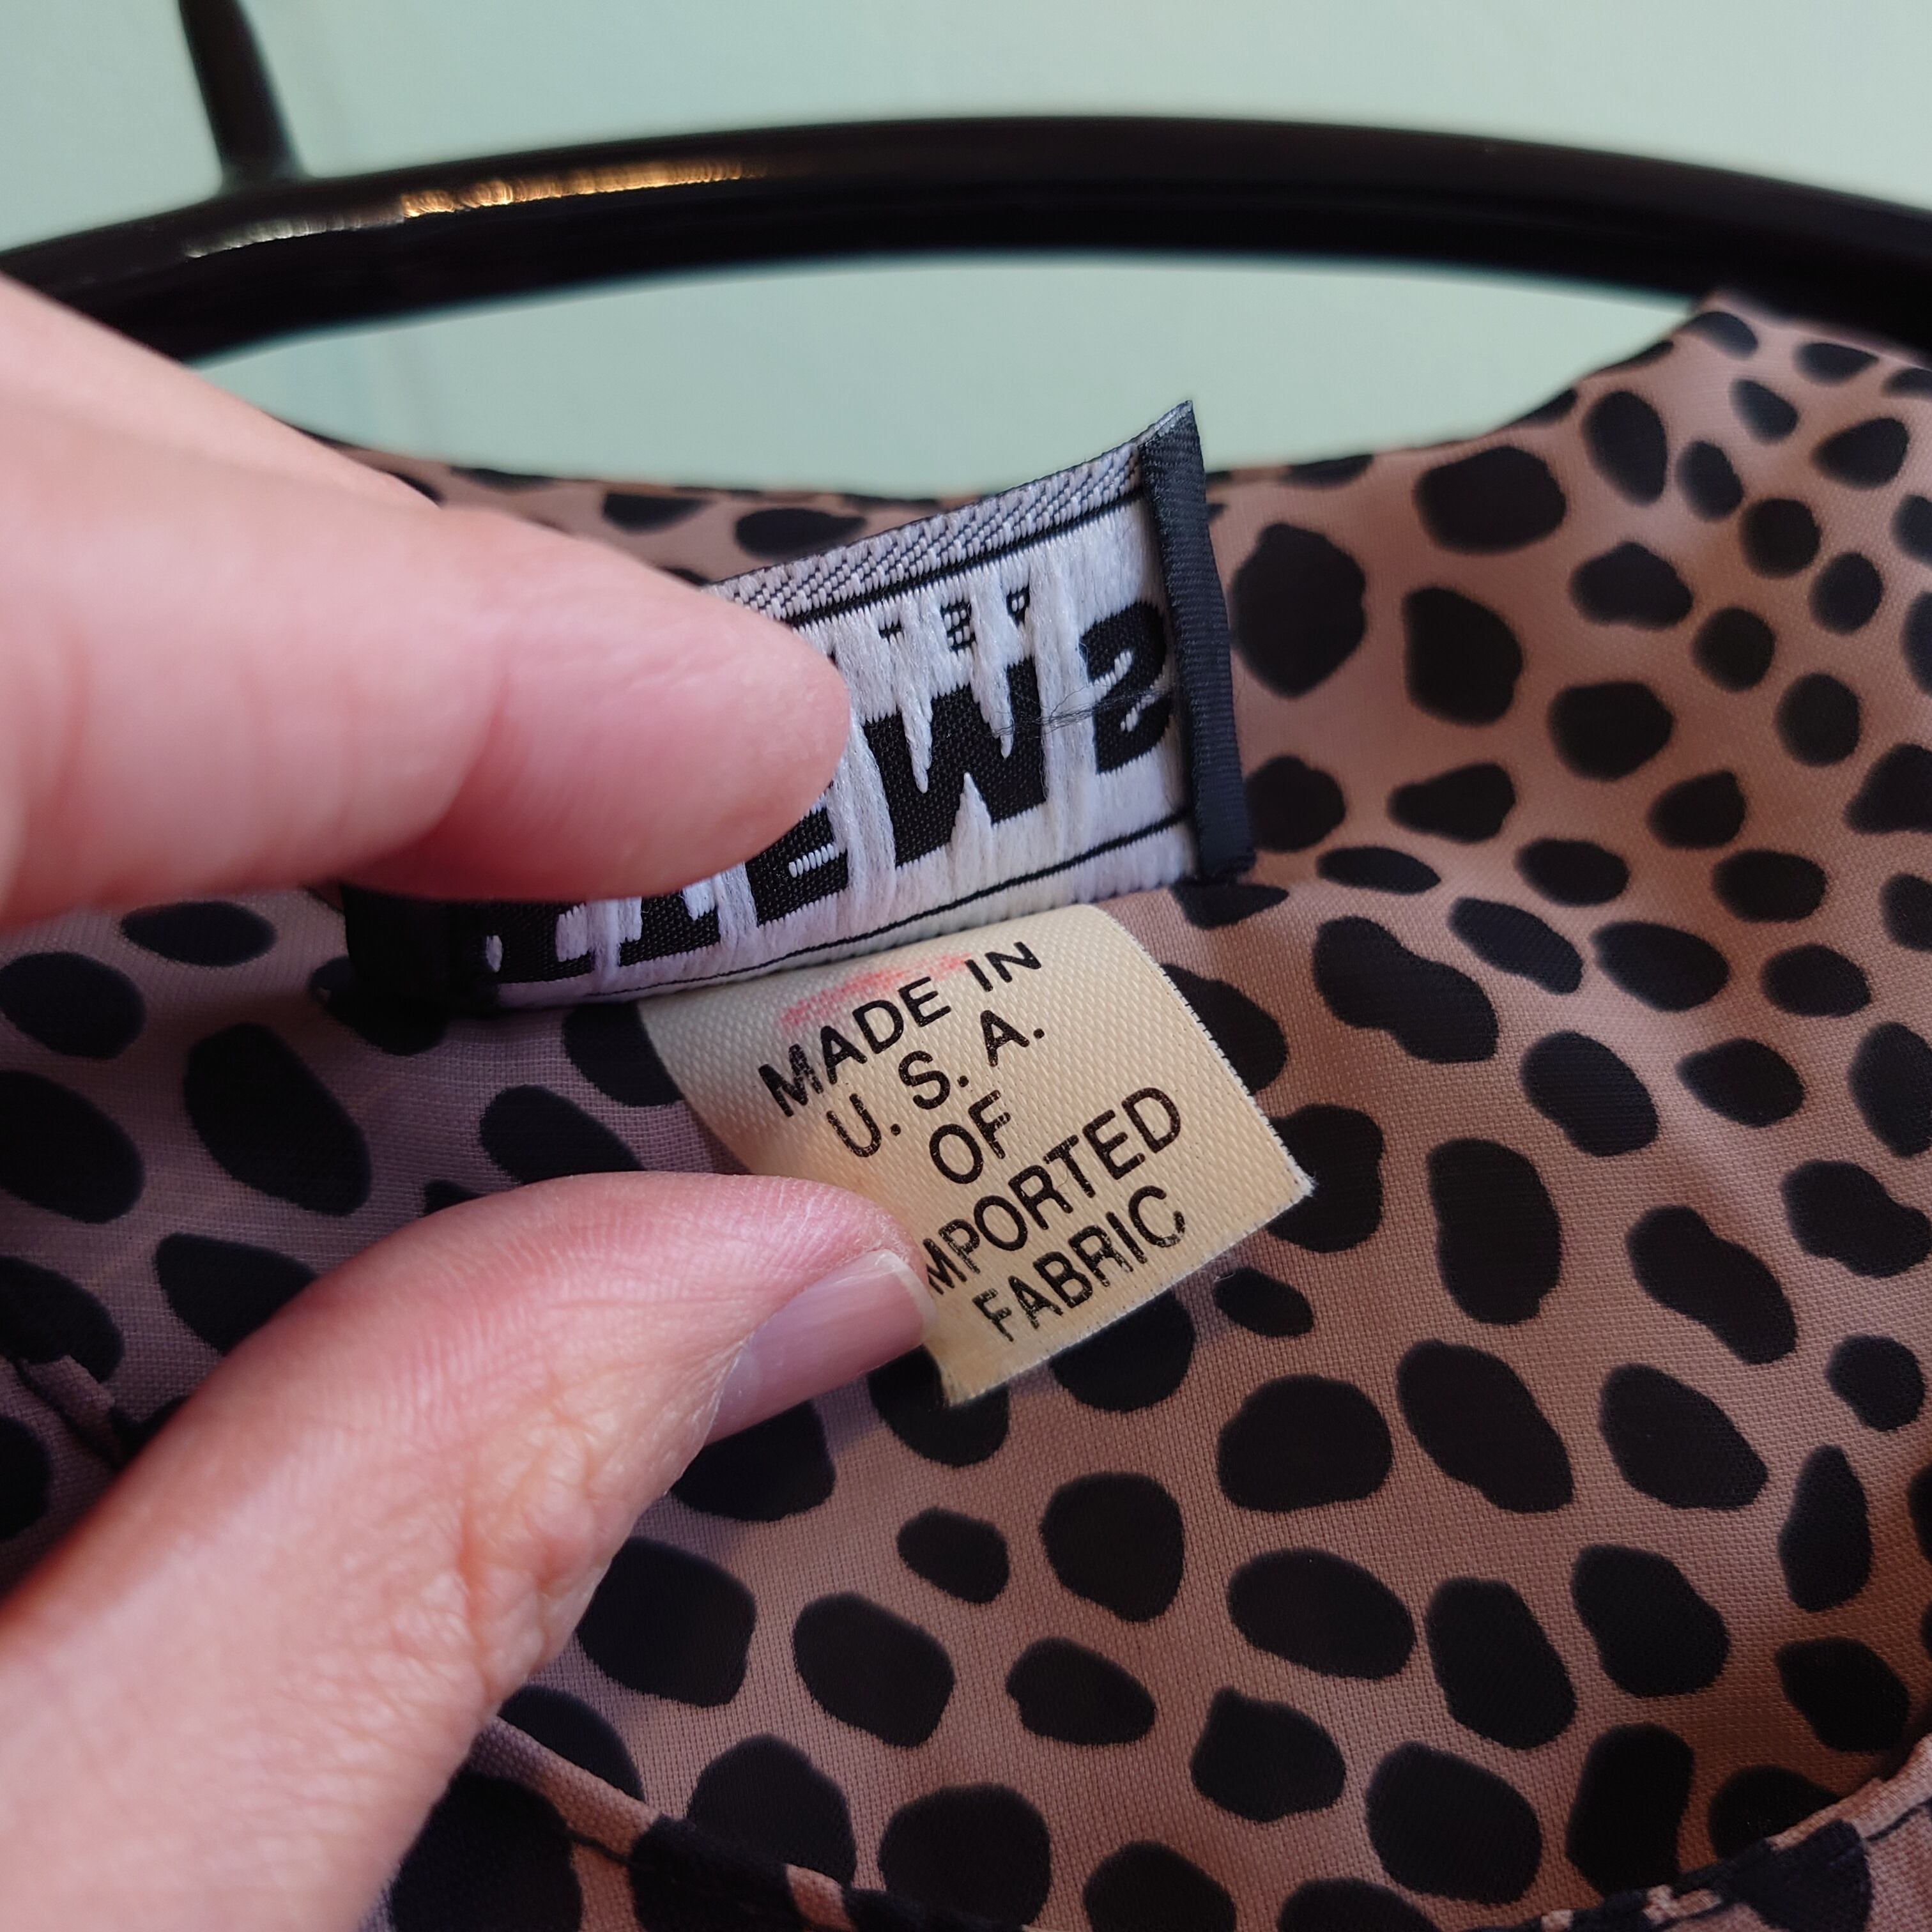 MADE IN
U. S. A.
OF
MPORTED
FABRIC